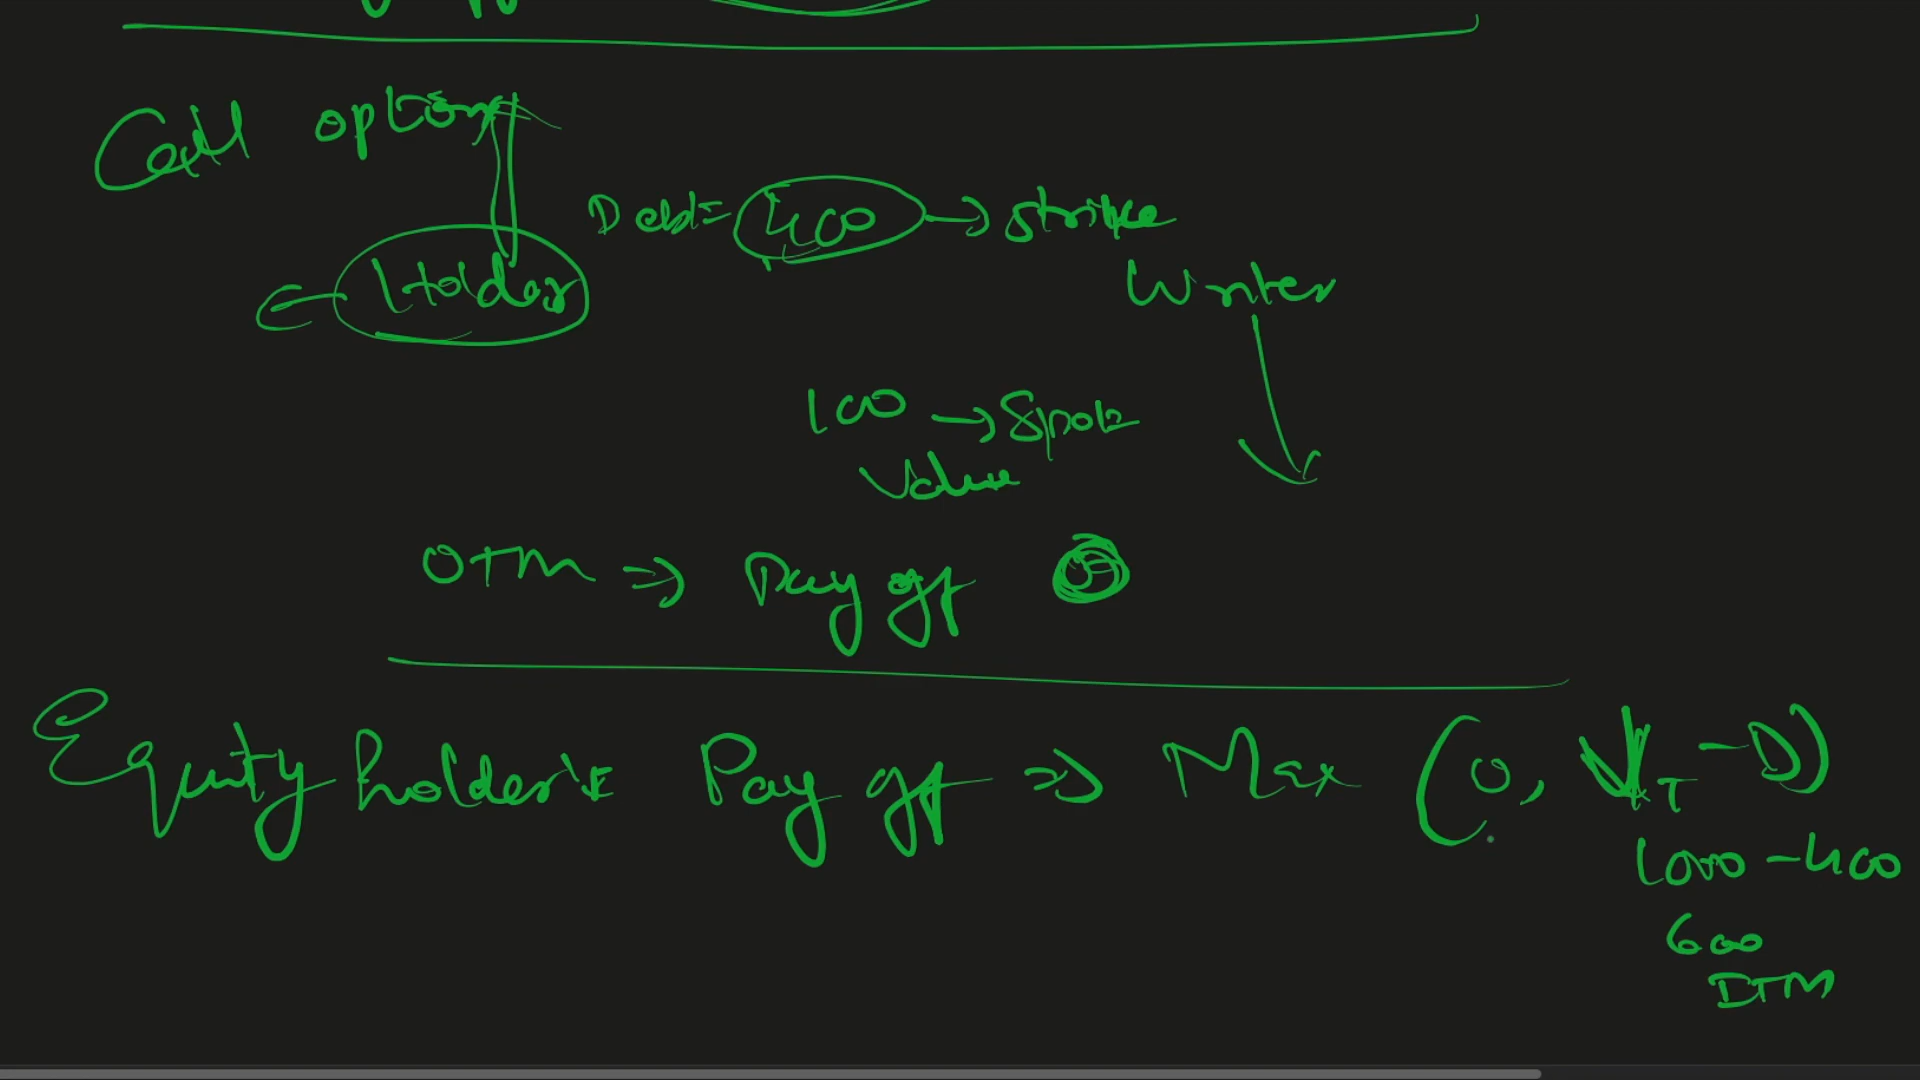 Call option
Debt = 400 → Strike
Holder
Writer
100 → Spot
Value
OTM ⇒ Pay off 0
Equity holder's Pay off ⇒ Max (0, V_T - D)
1000 - 400
600
ITM